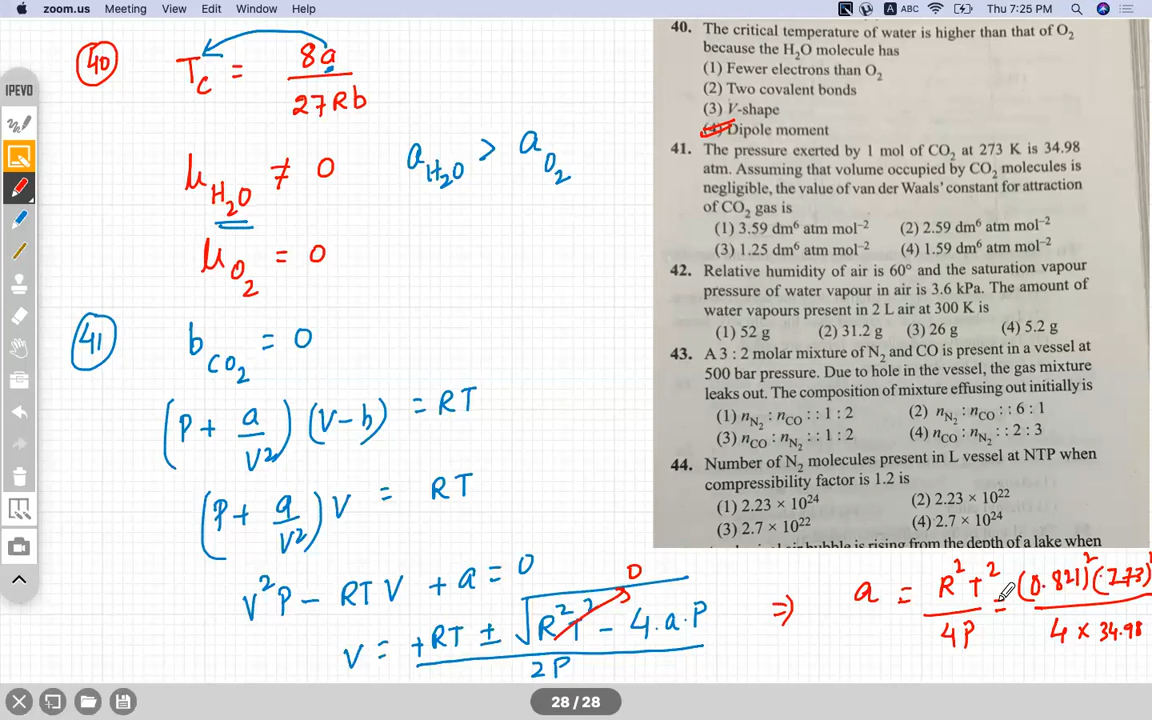 zoom.us Meeting View Edit Window Help
A ABC Thu 7:25 PM
IPEVO
40
Tc = 8a / 27Rb
μH₂O ≠ 0
aH₂O > aO₂
μO₂ = 0
41
bCO₂ = 0
(P + a/V²) (V - b) = RT
(P + a/V²) V = RT
V²P - RTV + a = 0
V = +RT ± √R²T² - 4.a.P / 2P
0
⇒ a = R²T² / 4P = (0.821)² (273)² / 4 × 34.98
40. The critical temperature of water is higher than that of O₂
because the H₂O molecule has
(1) Fewer electrons than O₂
(2) Two covalent bonds
(3) V-shape
(4) Dipole moment
41. The pressure exerted by 1 mol of CO₂ at 273 K is 34.98
atm. Assuming that volume occupied by CO₂ molecules is
negligible, the value of van der Waals' constant for attraction
of CO₂ gas is
(1) 3.59 dm⁶ atm mol⁻² (2) 2.59 dm⁶ atm mol⁻²
(3) 1.25 dm⁶ atm mol⁻² (4) 1.59 dm⁶ atm mol⁻²
42. Relative humidity of air is 60° and the saturation vapour
pressure of water vapour in air is 3.6 kPa. The amount of
water vapours present in 2 L air at 300 K is
(1) 52 g (2) 31.2 g (3) 26 g (4) 5.2 g
43. A 3 : 2 molar mixture of N₂ and CO is present in a vessel at
500 bar pressure. Due to hole in the vessel, the gas mixture
leaks out. The composition of mixture effusing out initially is
(1) nN₂ : nCO : : 1 : 2 (2) nN₂ : nCO : : 6 : 1
(3) nCO : nN₂ : : 1 : 2 (4) nCO : nN₂ : : 2 : 3
44. Number of N₂ molecules present in L vessel at NTP when
compressibility factor is 1.2 is
(1) 2.23 × 10²⁴ (2) 2.23 × 10²²
(3) 2.7 × 10²² (4) 2.7 × 10²⁴
bubble is rising from the depth of a lake when
28 / 28